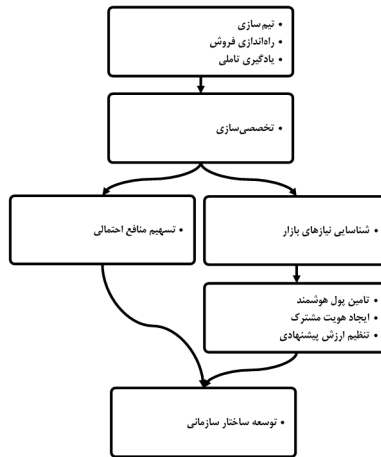 • تیم‌سازی
• راه‌اندازی فروش
• یادگیری تاملی
• تخصصی‌سازی
• شناسایی نیازهای بازار
• تسهیم منافع احتمالی
• تامین پول هوشمند
• ایجاد هویت مشترک
• تنظیم ارزش پیشنهادی
• توسعه ساختار سازمانی